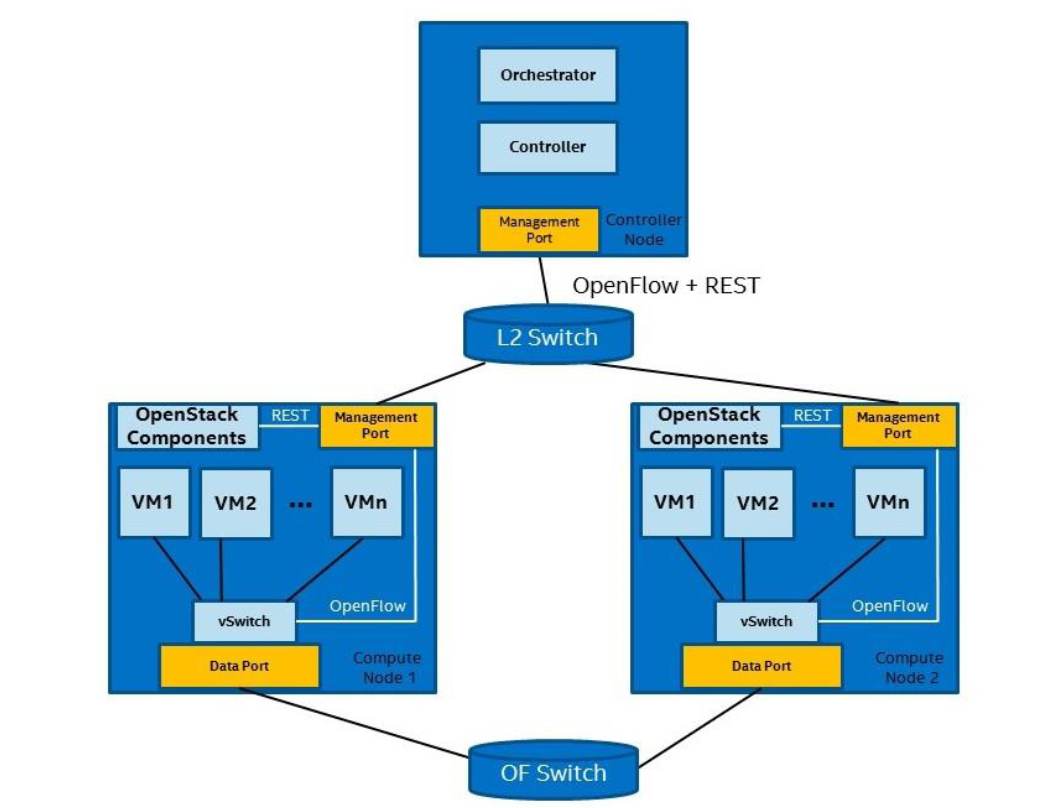 Orchestrator
Controller
Management
Port
Controller
Node
OpenFlow + REST
L2 Switch
OpenStack
Components
REST
Management
Port
VM1
VM2
...
VMn
OpenFlow
vSwitch
Data Port
Compute
Node 1
OpenStack
Components
REST
Management
Port
VM1
VM2
...
VMn
OpenFlow
vSwitch
Data Port
Compute
Node 2
OF Switch